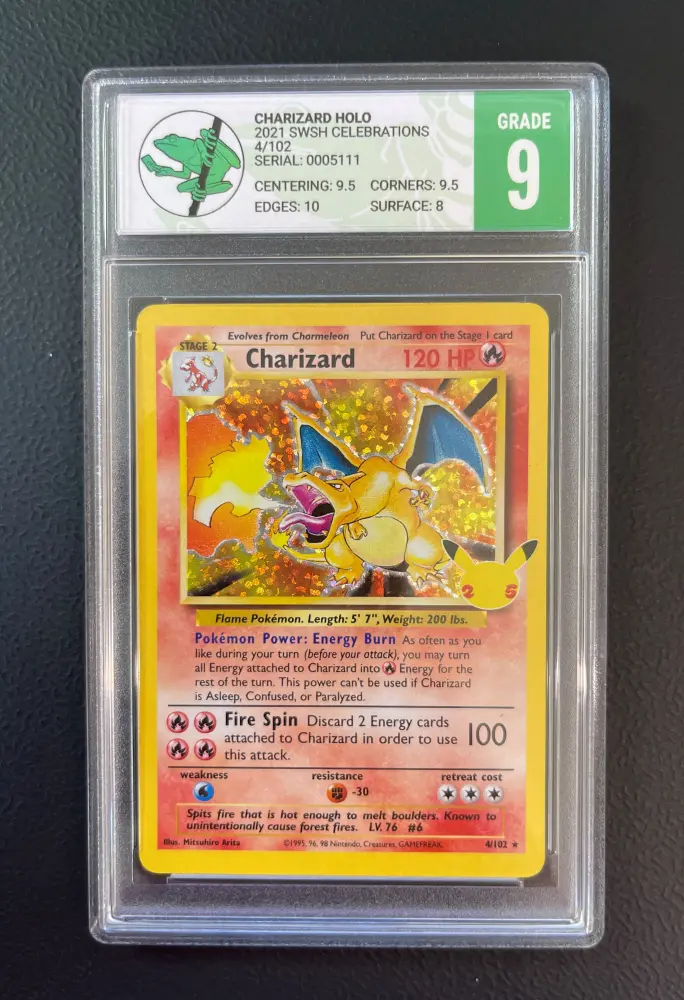 CHARIZARD HOLO
2021 SWSH CELEBRATIONS
4/102
SERIAL: 0005111
CENTERING: 9.5 CORNERS: 9.5
EDGES: 10 SURFACE: 8
GRADE
9
Evolves from Charmeleon Put Charizard on the Stage 1 card
STAGE 2
Charizard 120 HP
25
Flame Pokémon. Length: 5' 7", Weight: 200 lbs.
Pokémon Power: Energy Burn As often as you
like during your turn (before your attack), you may turn
all Energy attached to Charizard into Energy for the
rest of the turn. This power can't be used if Charizard
is Asleep, Confused, or Paralyzed.
Fire Spin Discard 2 Energy cards
attached to Charizard in order to use
this attack.
100
weakness resistance retreat cost
-30
Spits fire that is hot enough to melt boulders. Known to
unintentionally cause forest fires. LV. 76 #6
Illus. Mitsuhiro Arita ©1995, 96, 98 Nintendo, Creatures, GAMEFREAK. 4/102 ★